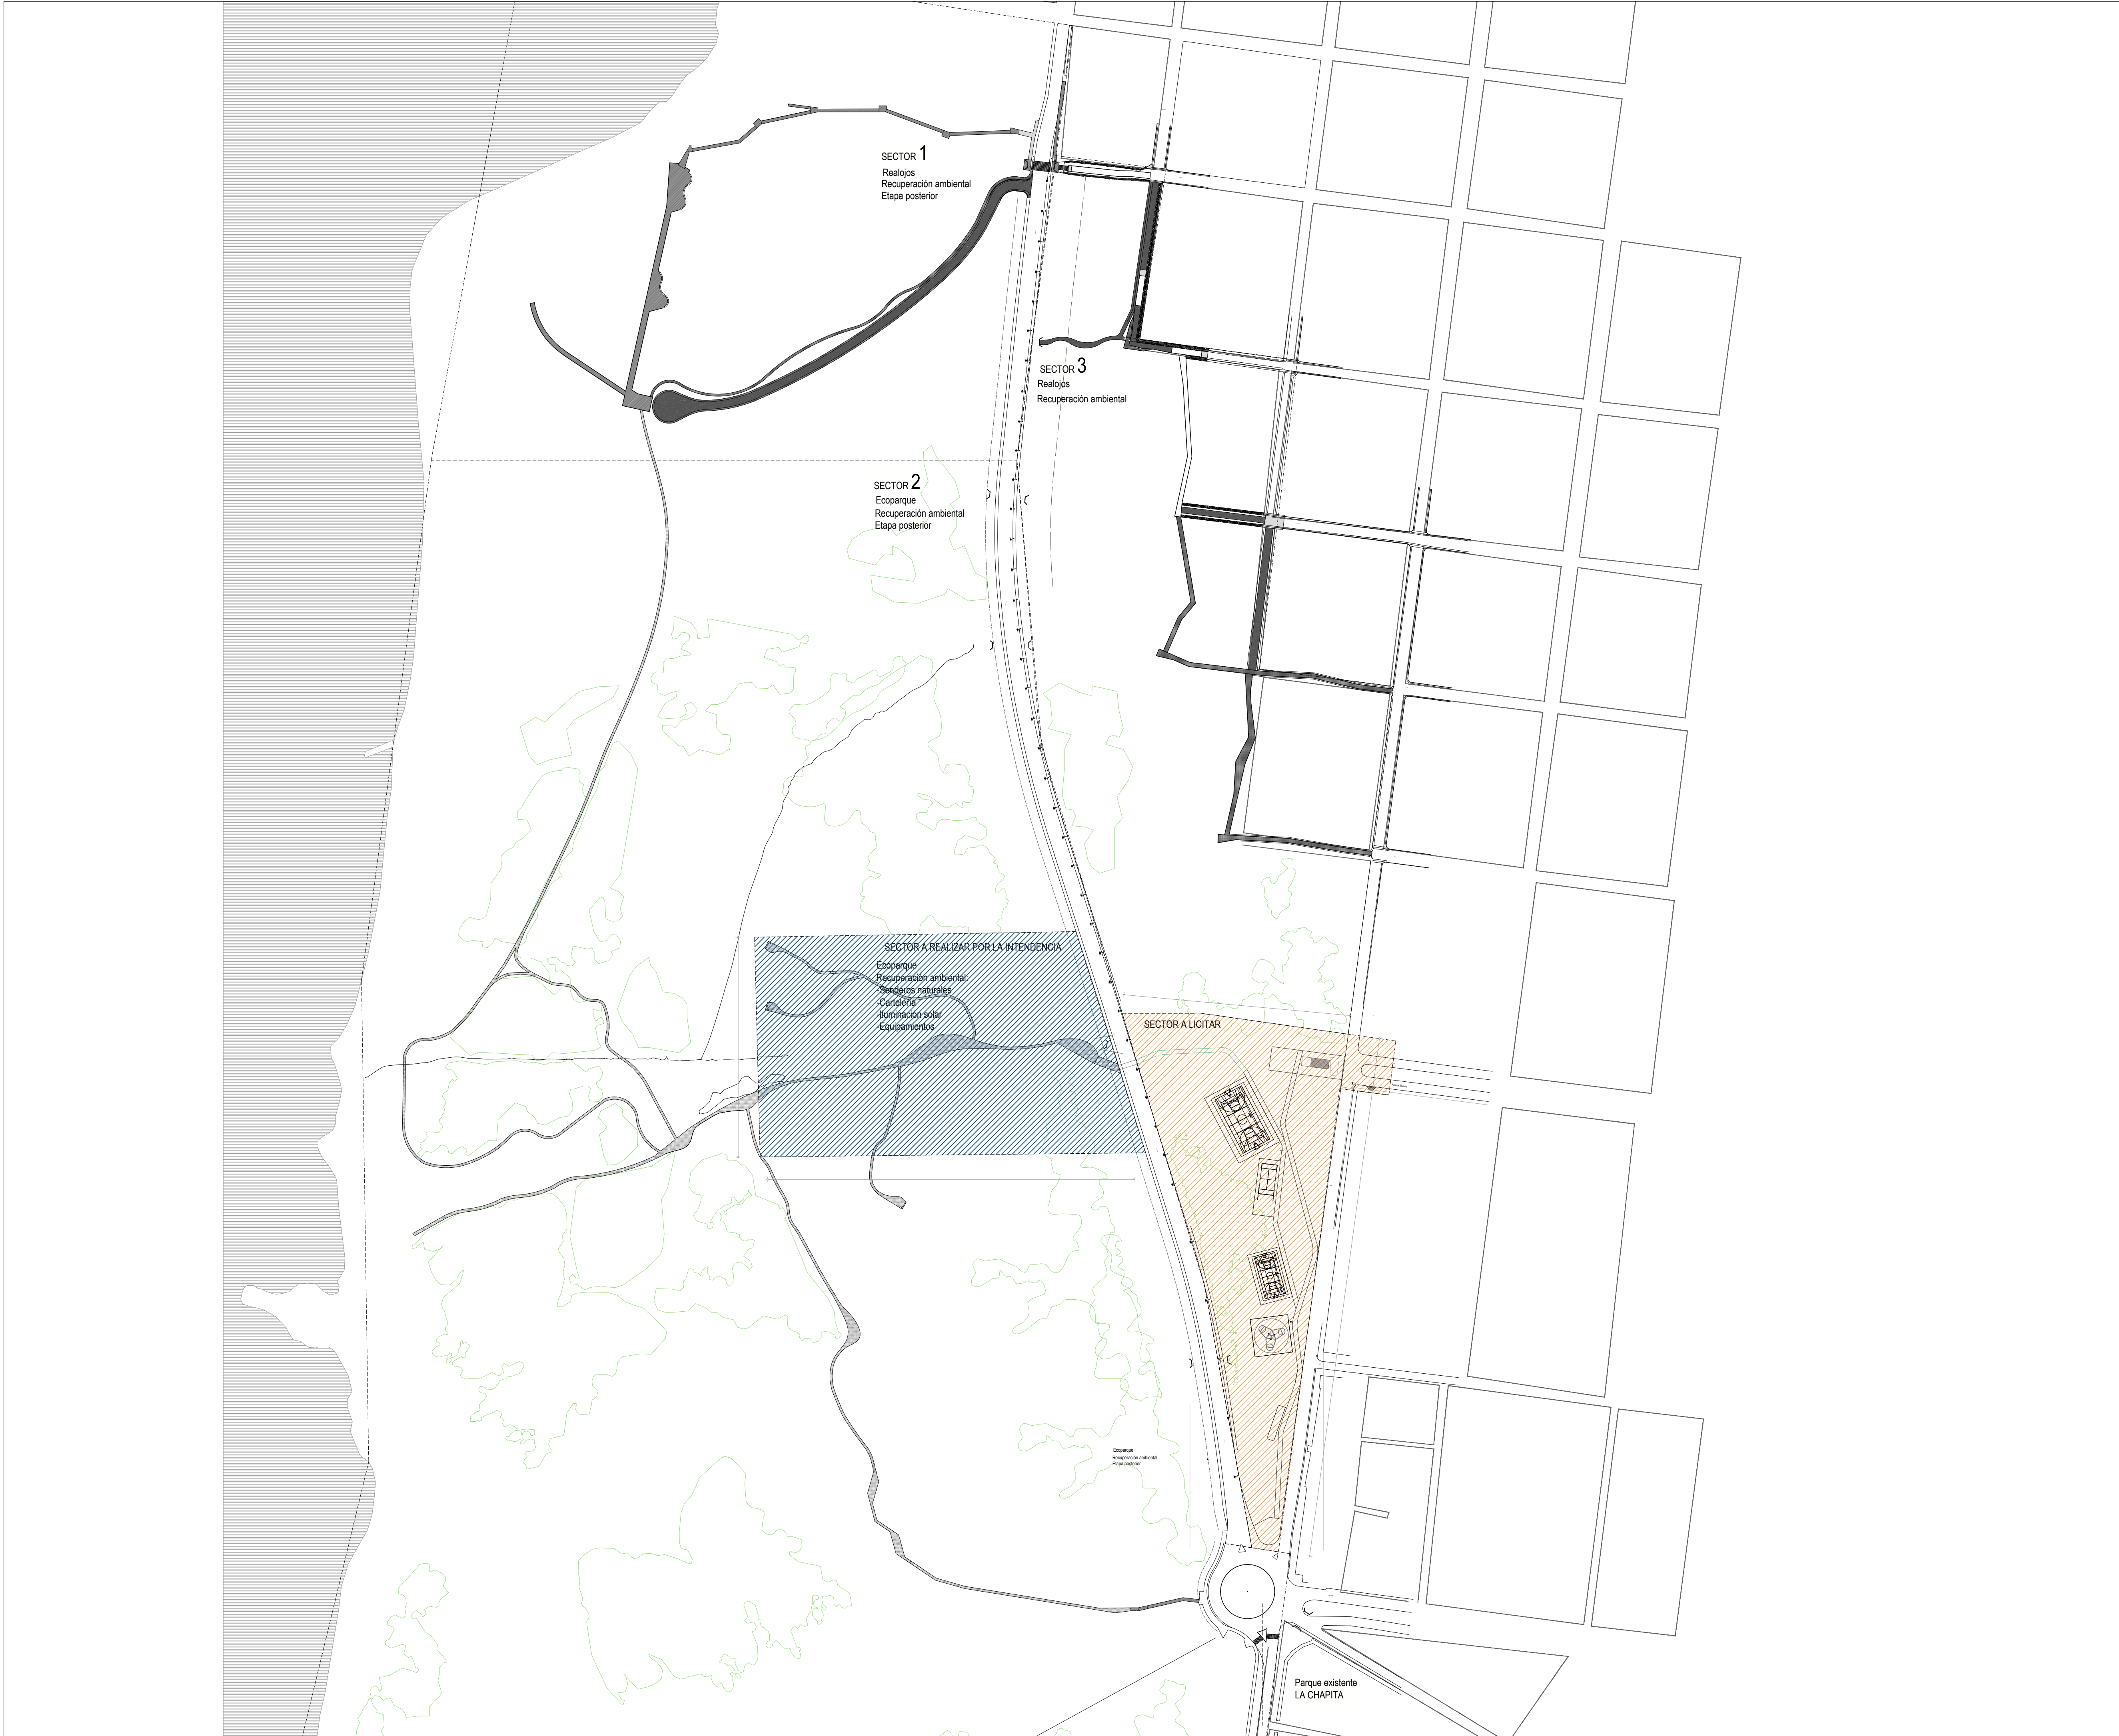 SECTOR 1
Realojos
Recuperación ambiental
Etapa posterior
SECTOR 3
Realojos
Recuperación ambiental
SECTOR 2
Ecoparque
Recuperación ambiental
Etapa posterior
SECTOR A REALIZAR POR LA INTENDENCIA
Ecoparque
Recuperación ambiental:
-Senderos naturales
-Cartelería
-Iluminación solar
-Equipamientos
SECTOR A LICITAR
Ecoparque
Recuperación ambiental
Etapa posterior
Parque existente
LA CHAPITA